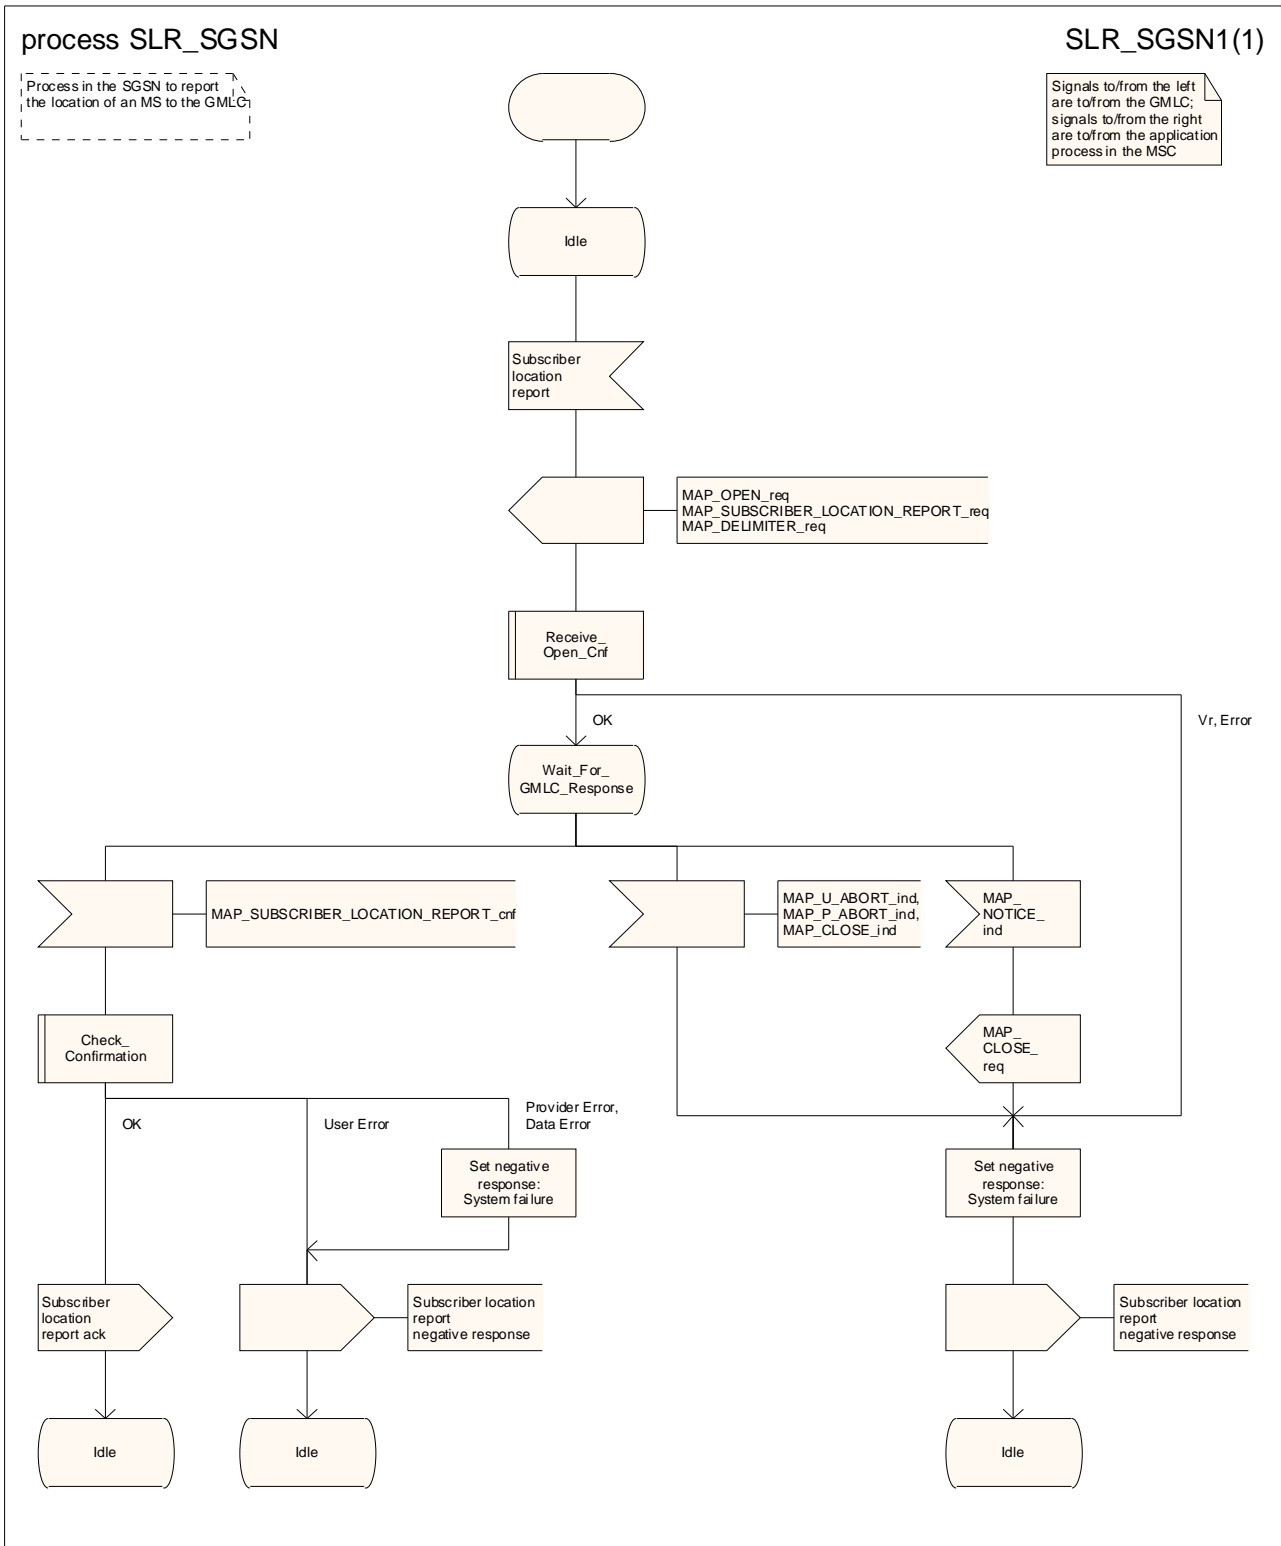 process SLR_SGSN
SLR_SGSN1(1)
Process in the SGSN to report
the location of an MS to the GMLC
Signals to/from the left
are to/from the GMLC;
signals to/from the right
are to/from the application
process in the MSC
Idle
Subscriber
location
report
MAP_OPEN_req
MAP_SUBSCRIBER_LOCATION_REPORT_req
MAP_DELIMITER_req
Receive_
Open_Cnf
OK
Vr, Error
Wait_For_
GMLC_Response
MAP_SUBSCRIBER_LOCATION_REPORT_cnf
MAP_U_ABORT_ind,
MAP_P_ABORT_ind,
MAP_CLOSE_ind
MAP_
NOTICE_
ind
Check_
Confirmation
MAP_
CLOSE_
req
OK
User Error
Provider Error,
Data Error
Set negative
response:
System failure
Set negative
response:
System failure
Subscriber
location
report ack
Subscriber location
report
negative response
Subscriber location
report
negative response
Idle
Idle
Idle